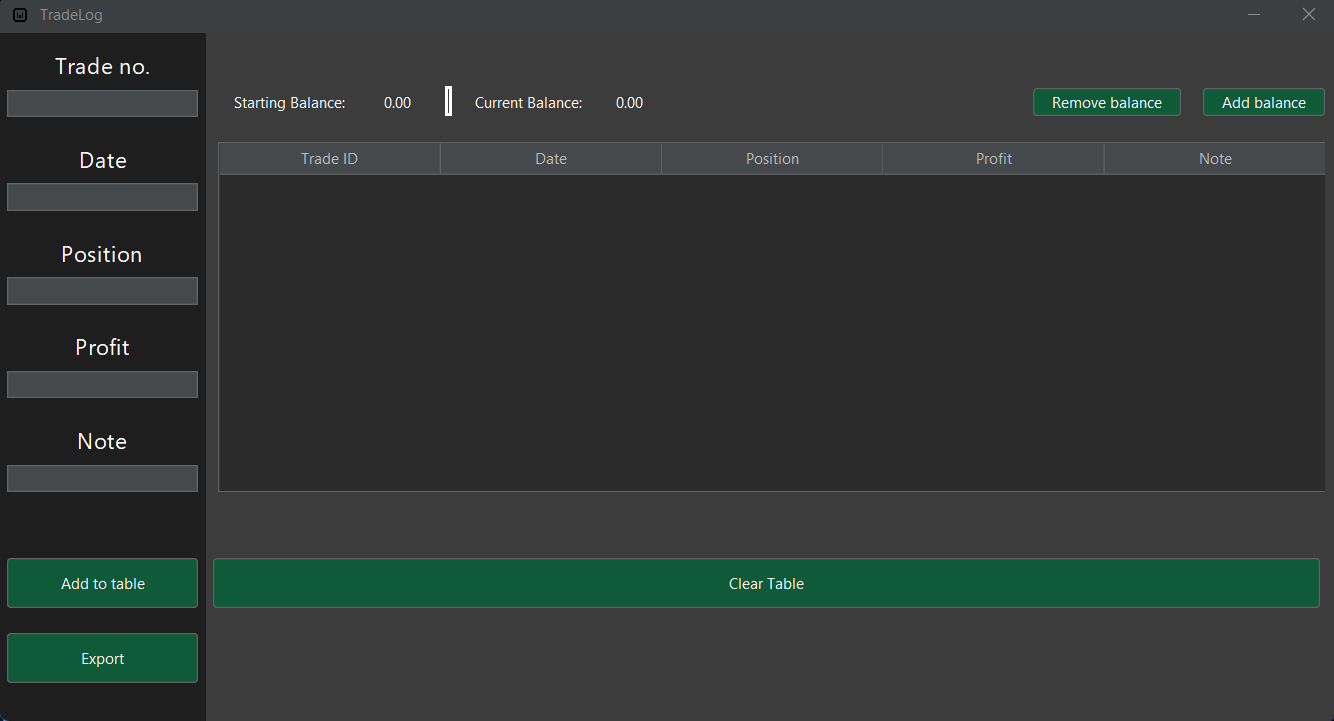 TradeLog
Trade no.
Date
Position
Profit
Note
Add to table
Export
Starting Balance: 0.00 Current Balance: 0.00 Remove balance Add balance
Trade ID Date Position Profit Note
Clear Table